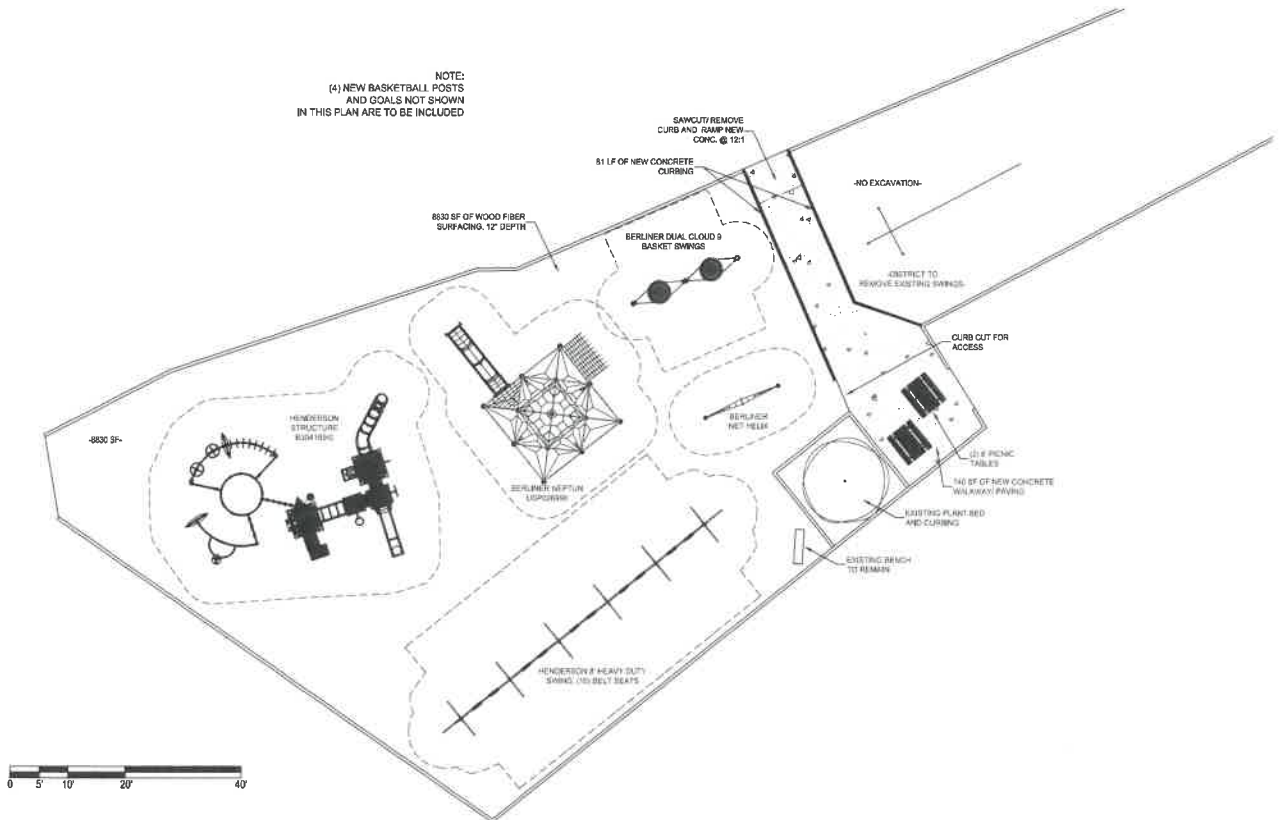 NOTE:
(4) NEW BASKETBALL POSTS
AND GOALS NOT SHOWN
IN THIS PLAN ARE TO BE INCLUDED
SAWCUT/ REMOVE
CURB AND RAMP NEW
CONC. @ 12:1
LF OF NEW CONCRETE
CURBING
-NO EXCAVATION-
8830 SF OF WOOD FIBER
SURFACING. 12" DEPTH
BERLINER DUAL CLOUD 9
BASKET SWINGS
-DISTRICT TO
REMOVE EXISTING SWINGS-
CURB CUT FOR
ACCESS
BERLINER
NET HELIX
HENDERSON
STRUCTURE
-8830 SF-
BERLINER NEPTUN
(2) PICNIC
TABLES
SF OF NEW CONCRETE
WALKWAY/ PAVING
EXISTING PLANT BED
AND CURBING
EXISTING BENCH
TO REMAIN
HENDERSON 8' HEAVY DUTY
SWING, (10) BELT SEATS
0 5' 10' 20' 40'